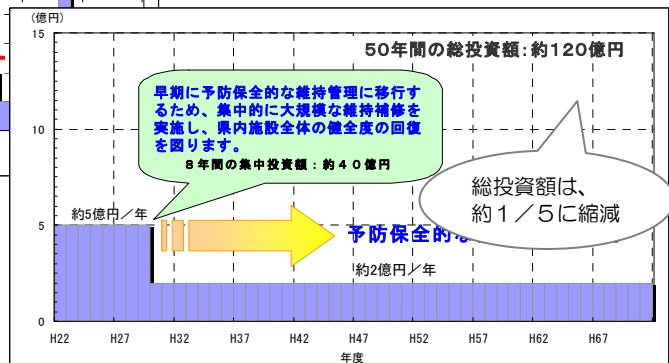 (億円)
50年間の総投資額:約120億円
早期に予防保全的な維持管理に移行す
るため、集中的に大規模な維持補修を
実施し、県内施設全体の健全度の回復
を図ります。
8年間の集中投資額:約40億円
総投資額は、
約1/5に縮減
約5億円/年
予防保全的な
約2億円/年
15
10
5
0
H22 H27 H32 H37 H42 H47 H52 H57 H62 H67
年度